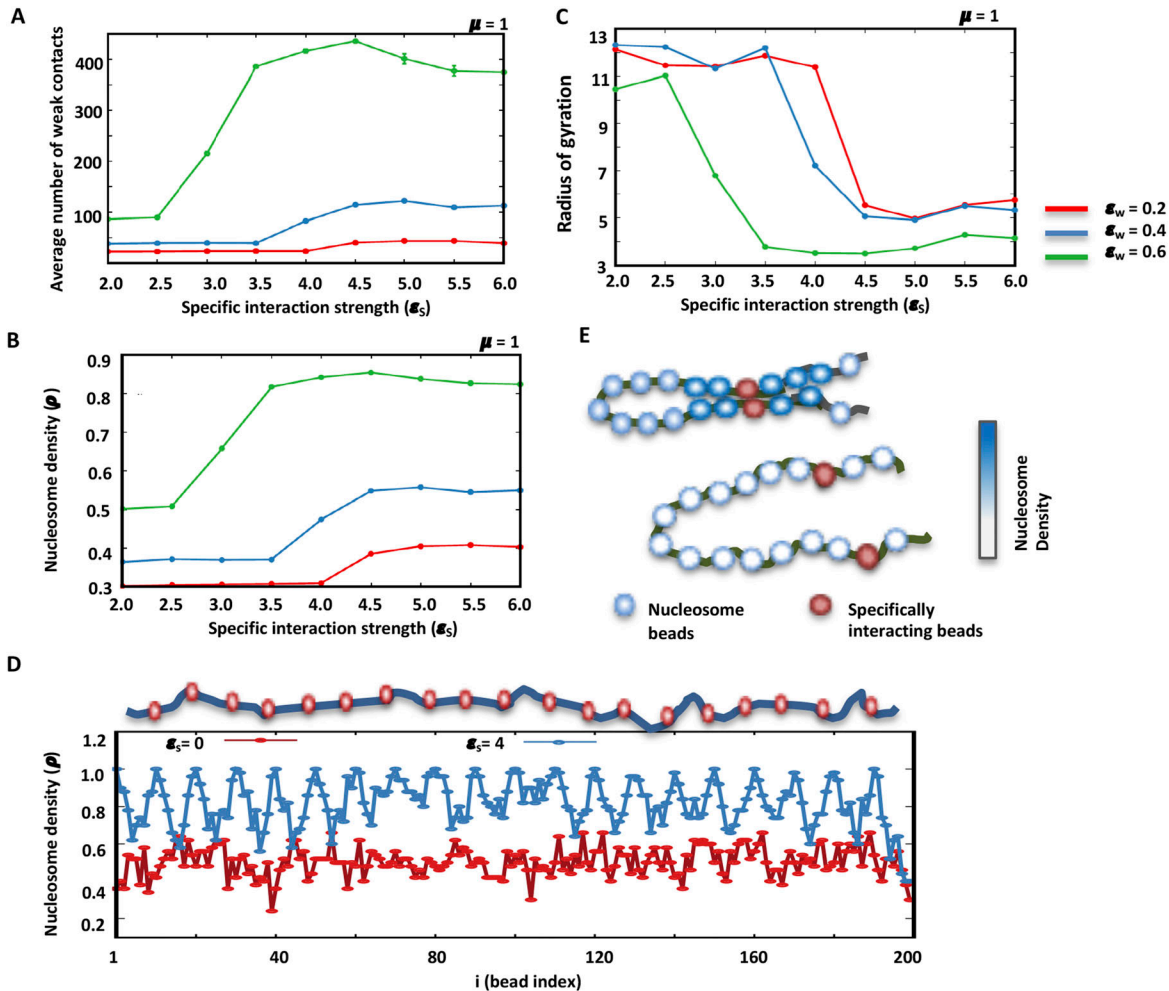 A
𝝁 = 1
Average number of weak contacts
400
300
200
100
2.0 2.5 3.0 3.5 4.0 4.5 5.0 5.5 6.0
Specific interaction strength (𝛆S)
C
𝝁 = 1
Radius of gyration
13
11
9
7
5
3
2.0 2.5 3.0 3.5 4.0 4.5 5.0 5.5 6.0
Specific interaction strength (𝛆S)
𝛆w = 0.2
𝛆w = 0.4
𝛆w = 0.6
B
𝝁 = 1
Nucleosome density (𝝆)
0.9
0.8
0.7
0.6
0.5
0.4
0.3
2.0 2.5 3.0 3.5 4.0 4.5 5.0 5.5 6.0
Specific interaction strength (𝛆S)
E
Nucleosome
Density
Nucleosome
beads
Specifically
interacting beads
D
Nucleosome density (𝝆)
1.2
1.0
0.8
0.6
0.4
0.2
𝛆s= 0
𝛆s= 4
1 40 80 120 160 200
i (bead index)